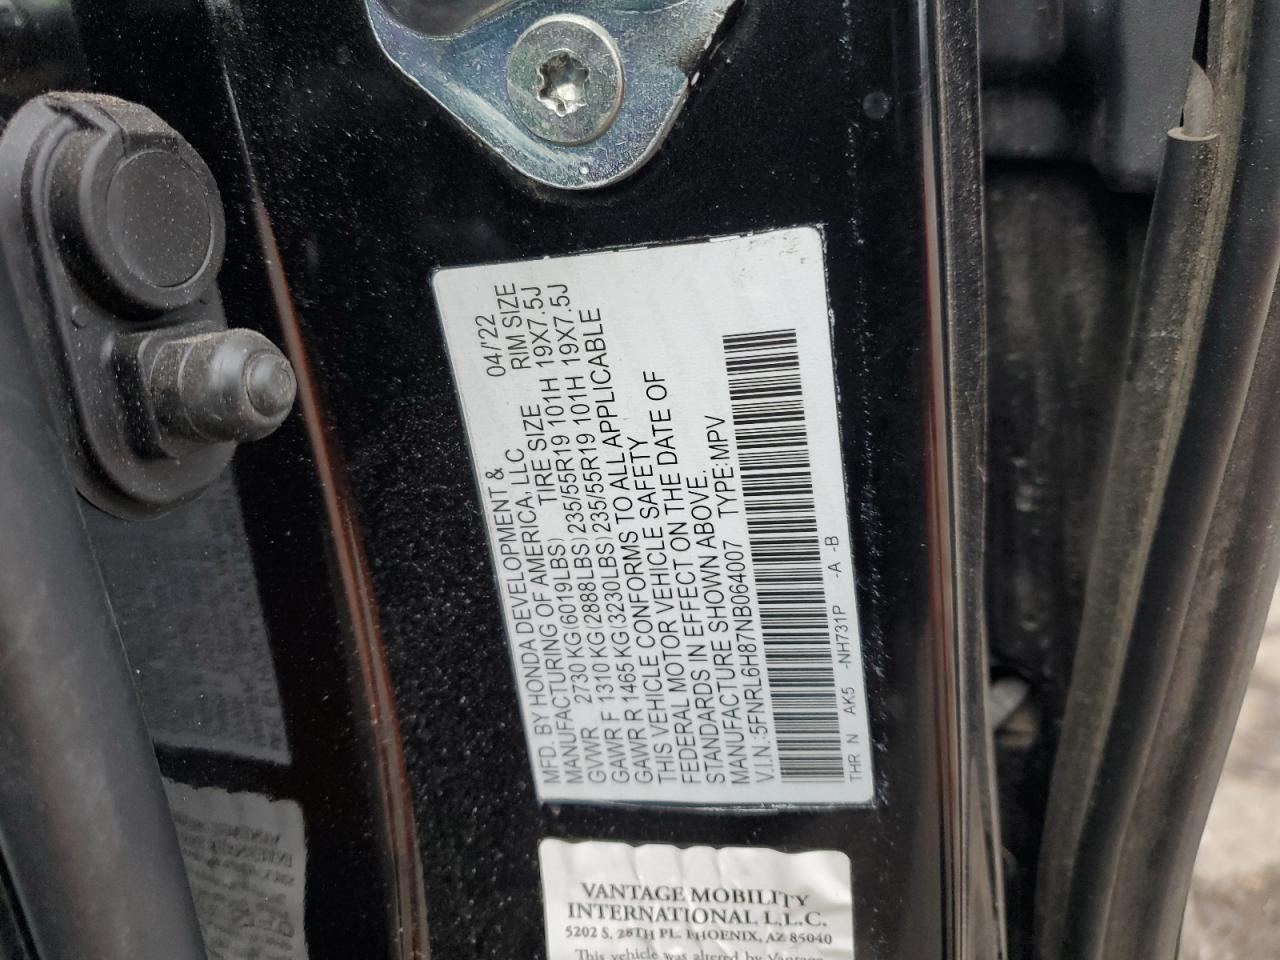 MFD. BY HONDA DEVELOPMENT & 04/'22
MANUFACTURING OF AMERICA, LLC RIM SIZE
GVWR 2730 KG(6019LBS) TIRE SIZE 19X7.5J
GAWR F 1310 KG(2888LBS)235/55R19 101H 19X7.5J
GAWR R 1465 KG(3230LBS)235/55R19 101H
THIS VEHICLE CONFORMS TO ALL APPLICABLE
FEDERAL MOTOR VEHICLE SAFETY
STANDARDS IN EFFECT ON THE DATE OF
MANUFACTURE SHOWN ABOVE.
V.I.N.:5FNRL6H87NB064007 TYPE:MPV
THR N AK5 -NH731P -A -B
VANTAGE MOBILITY
INTERNATIONAL L.L.C.
5202 S. 28TH PL. PHOENIX, AZ 85040
This vehicle was altered by Vantage